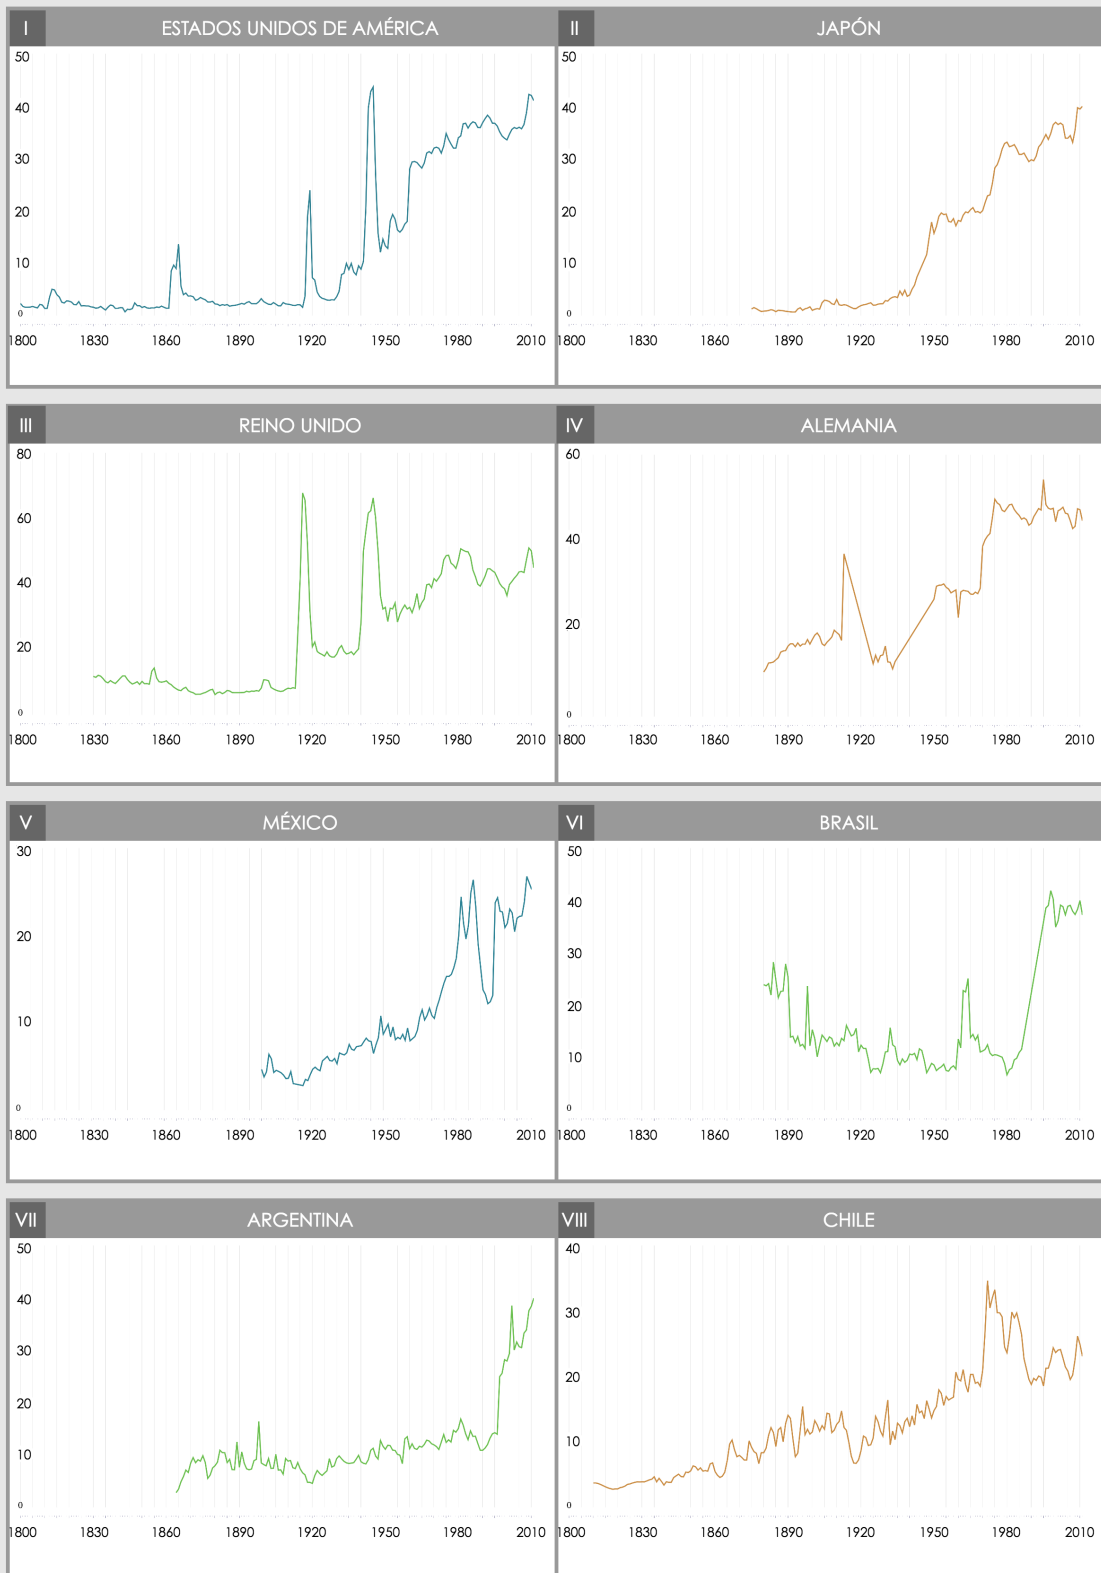 I ESTADOS UNIDOS DE AMÉRICA
50
40
30
20
10
0
1800 1830 1860 1890 1920 1950 1980 2010
II JAPÓN
50
40
30
20
10
0
1800 1830 1860 1890 1920 1950 1980 2010
III REINO UNIDO
80
60
40
20
0
1800 1830 1860 1890 1920 1950 1980 2010
IV ALEMANIA
60
40
20
0
1800 1830 1860 1890 1920 1950 1980 2010
V MÉXICO
30
20
10
0
1800 1830 1860 1890 1920 1950 1980 2010
VI BRASIL
50
40
30
20
10
0
1800 1830 1860 1890 1920 1950 1980 2010
VII ARGENTINA
50
40
30
20
10
0
1800 1830 1860 1890 1920 1950 1980 2010
VIII CHILE
40
30
20
10
0
1800 1830 1860 1890 1920 1950 1980 2010